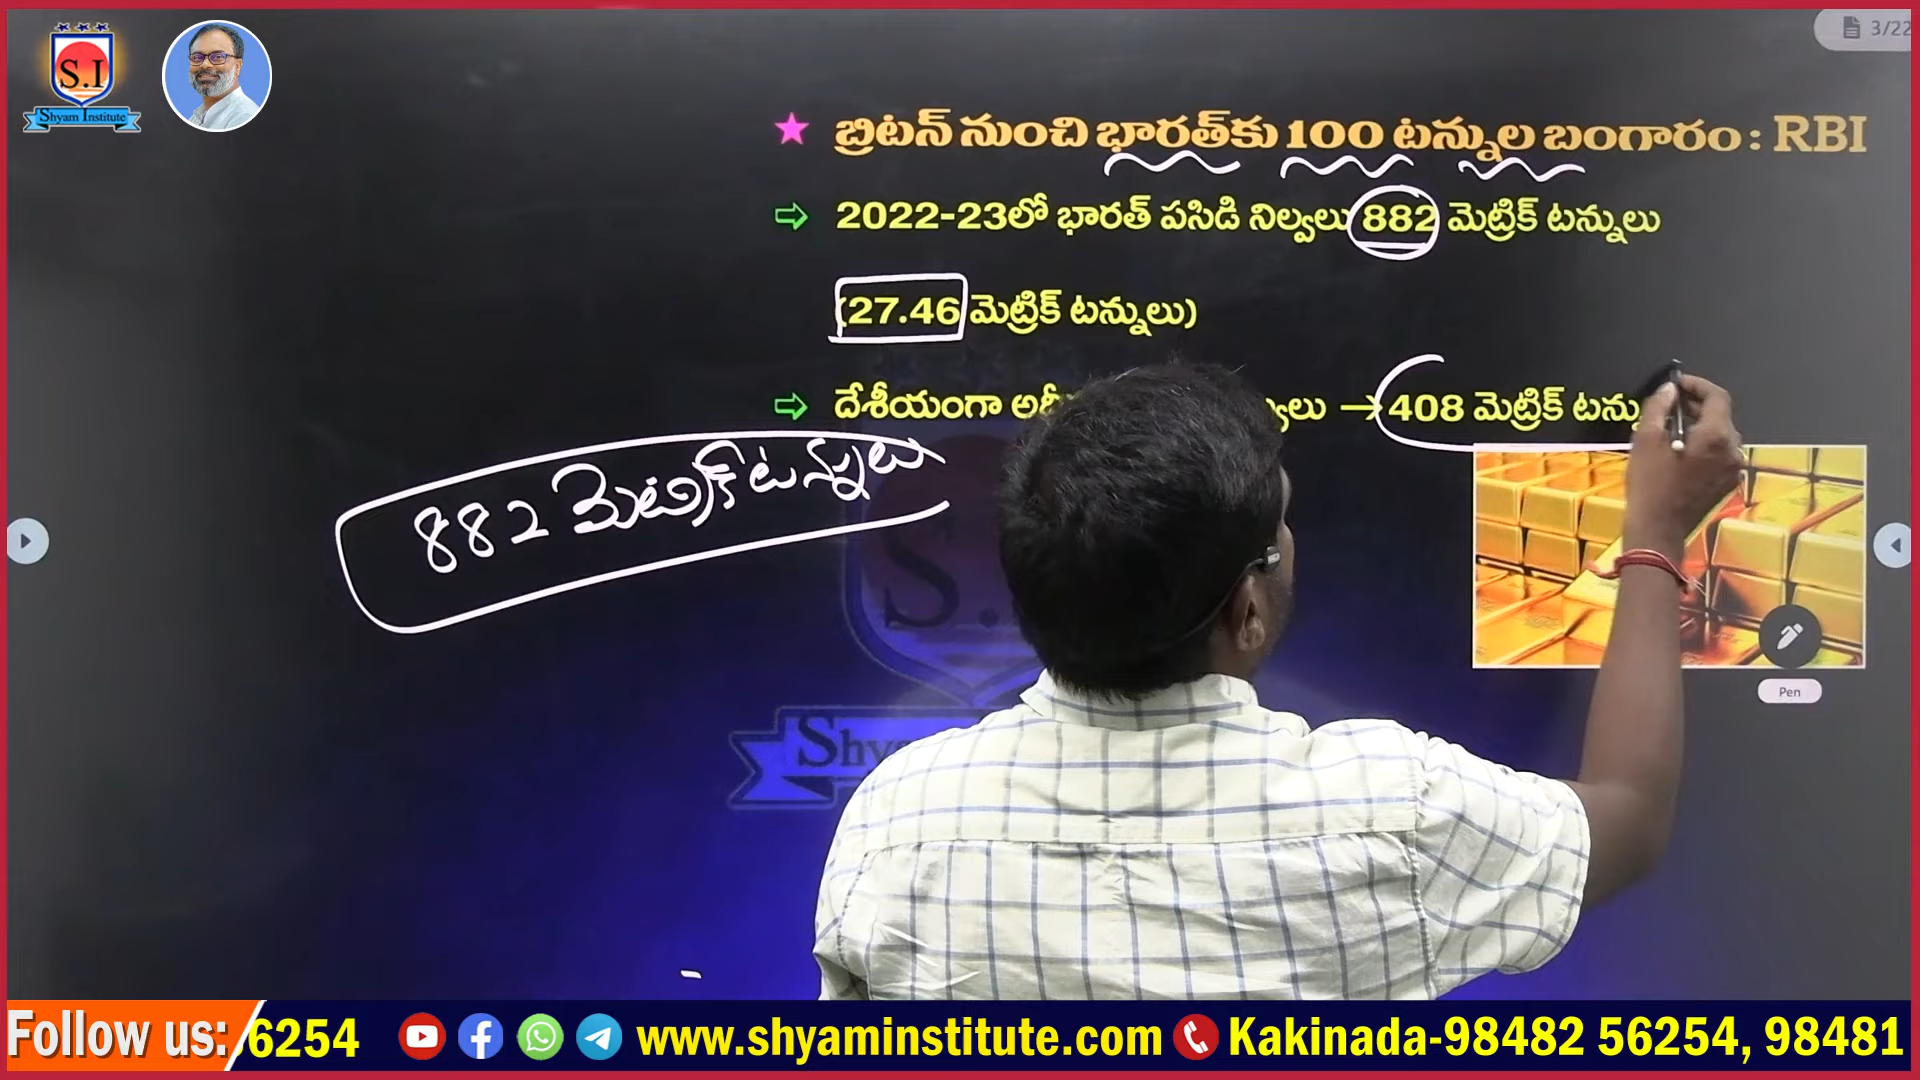 3/22
S.I
Shyam Institute
బ్రిటన్ నుంచి భారత్‌కు 100 టన్నుల బంగారం : RBI
2022-23లో భారత్ పసిడి నిల్వలు 882 మెట్రిక్ టన్నులు
(27.46 మెట్రిక్ టన్నులు)
దేశీయంగా → 408 మెట్రిక్
882 మెట్రిక్ టన్నులు
Pen
Follow us: 6254 www.shyaminstitute.com Kakinada-98482 56254, 98481